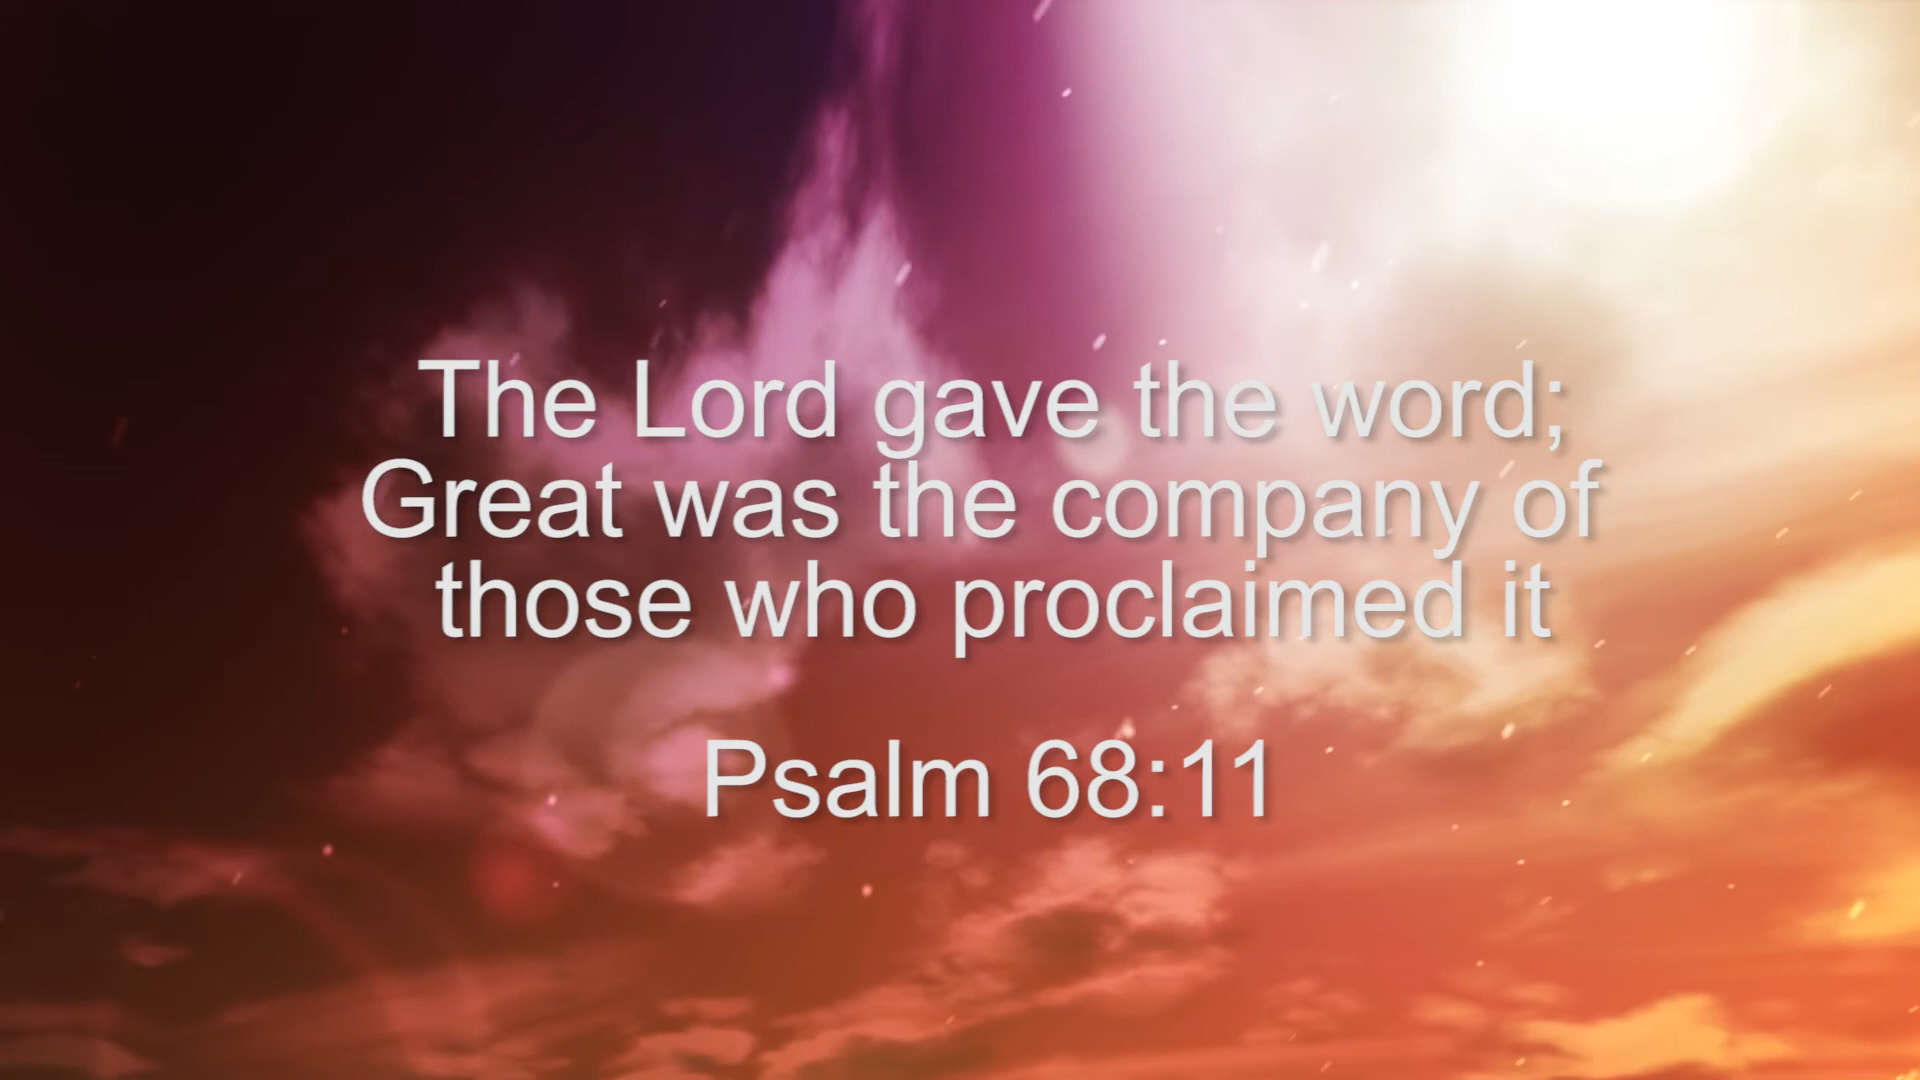 The Lord gave the word;
Great was the company of
those who proclaimed it
Psalm 68:11